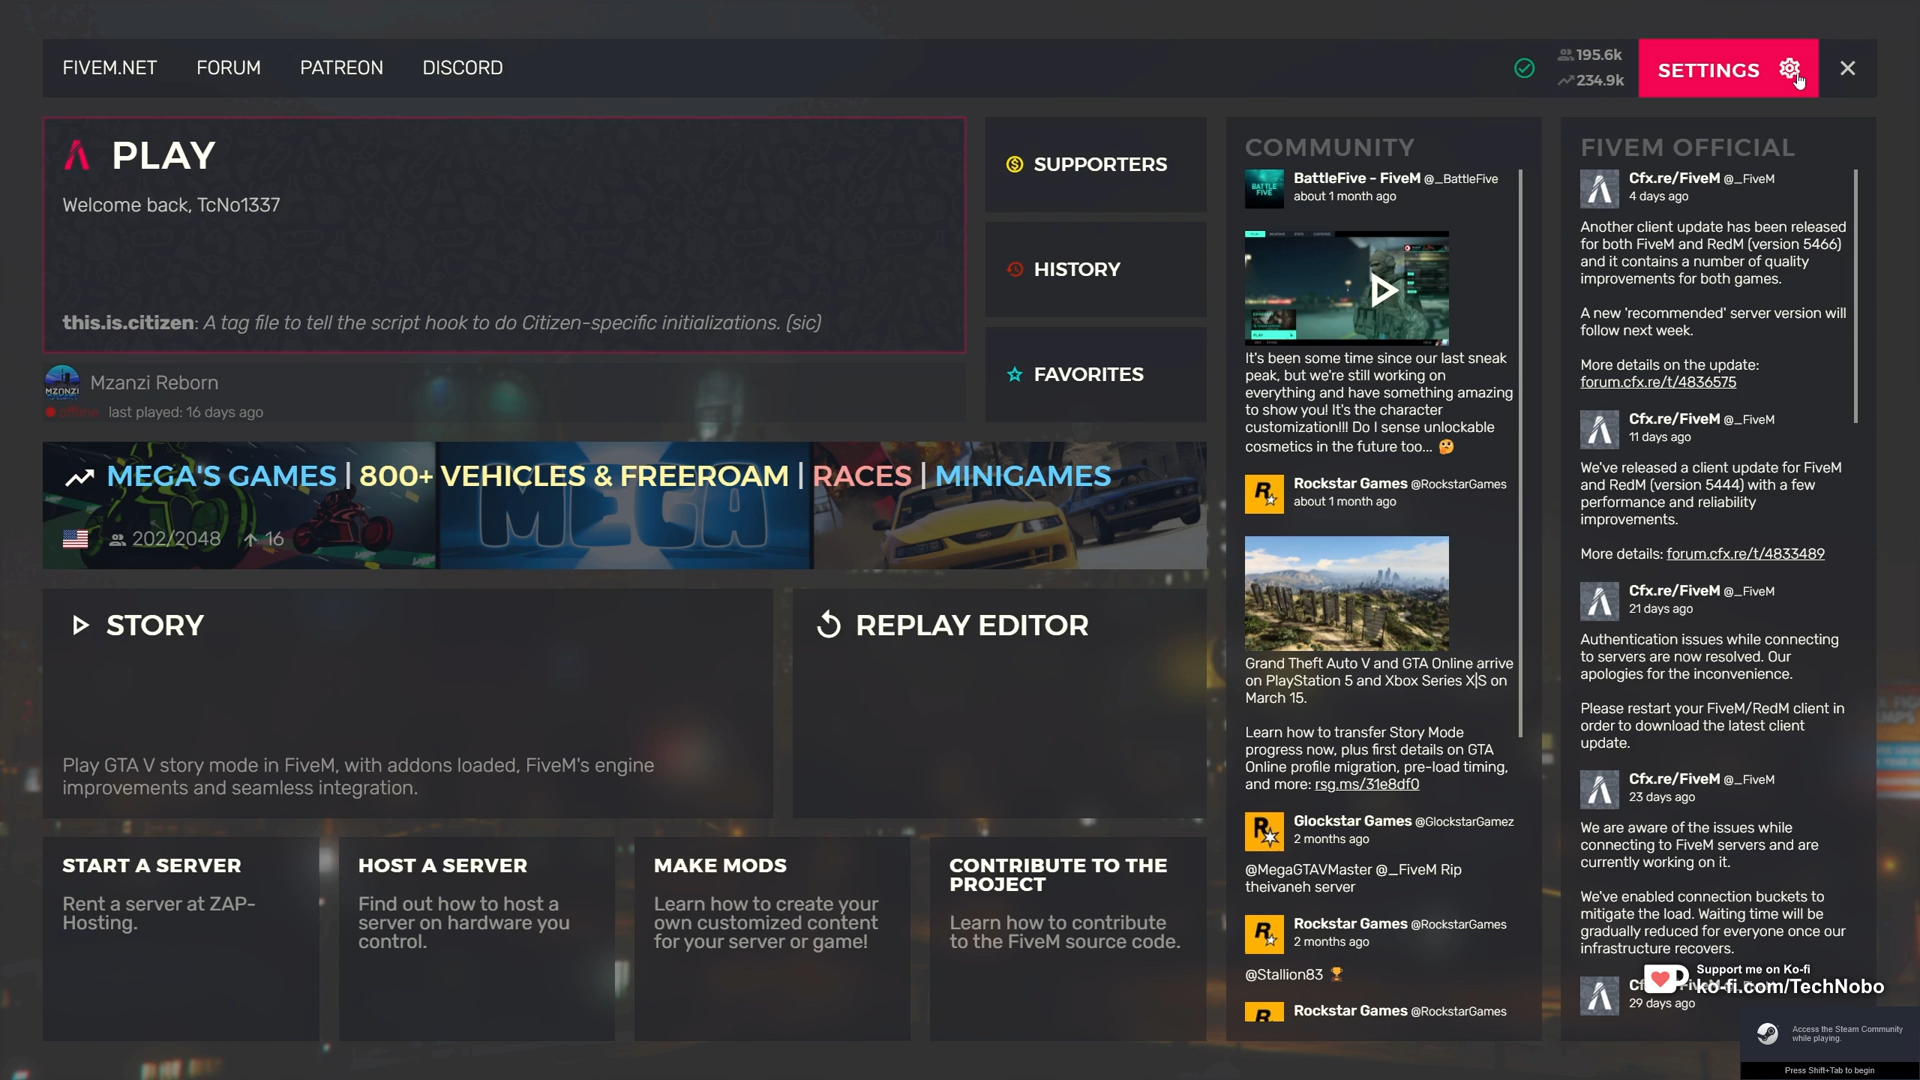 FIVEM.NET FORUM PATREON DISCORD
195.6k
234.9k
SETTINGS
PLAY
Welcome back, TcNo1337
this.is.citizen: A tag file to tell the script hook to do Citizen-specific initializations. (sic)
MZANZI
Mzanzi Reborn
offline last played: 16 days ago
SUPPORTERS
HISTORY
FAVORITES
MEGA'S GAMES | 800+ VEHICLES & FREEROAM | RACES | MINIGAMES
MEGA
202/2048 16
STORY
Play GTA V story mode in FiveM, with addons loaded, FiveM's engine
improvements and seamless integration.
REPLAY EDITOR
START A SERVER
Rent a server at ZAP-
Hosting.
HOST A SERVER
Find out how to host a
server on hardware you
control.
MAKE MODS
Learn how to create your
own customized content
for your server or game!
CONTRIBUTE TO THE
PROJECT
Learn how to contribute
to the FiveM source code.
COMMUNITY
BATTLE
FIVE
BattleFive - FiveM @_BattleFive
about 1 month ago
It's been some time since our last sneak
peak, but we're still working on
everything and have something amazing
to show you! It's the character
customization!!! Do I sense unlockable
cosmetics in the future too... 🤔
Rockstar Games @RockstarGames
about 1 month ago
Grand Theft Auto V and GTA Online arrive
on PlayStation 5 and Xbox Series X|S on
March 15.
Learn how to transfer Story Mode
progress now, plus first details on GTA
Online profile migration, pre-load timing,
and more: rsg.ms/31e8df0
Glockstar Games @GlockstarGamez
2 months ago
@MegaGTAVMaster @_FiveM Rip
theivaneh server
Rockstar Games @RockstarGames
2 months ago
@Stallion83 🏆
Rockstar Games @RockstarGames
FIVEM OFFICIAL
Cfx.re/FiveM @_FiveM
4 days ago
Another client update has been released
for both FiveM and RedM (version 5466)
and it contains a number of quality
improvements for both games.
A new 'recommended' server version will
follow next week.
More details on the update:
forum.cfx.re/t/4836575
Cfx.re/FiveM @_FiveM
11 days ago
We've released a client update for FiveM
and RedM (version 5444) with a few
performance and reliability
improvements.
More details: forum.cfx.re/t/4833489
Cfx.re/FiveM @_FiveM
21 days ago
Authentication issues while connecting
to servers are now resolved. Our
apologies for the inconvenience.
Please restart your FiveM/RedM client in
order to download the latest client
update.
Cfx.re/FiveM @_FiveM
23 days ago
We are aware of the issues while
connecting to FiveM servers and are
currently working on it.
We've enabled connection buckets to
mitigate the load. Waiting time will be
gradually reduced for everyone once our
infrastructure recovers.
29 days ago
Support me on Ko-fi
ko-fi.com/TechNobo
Access the Steam Community
while playing.
Press Shift+Tab to begin